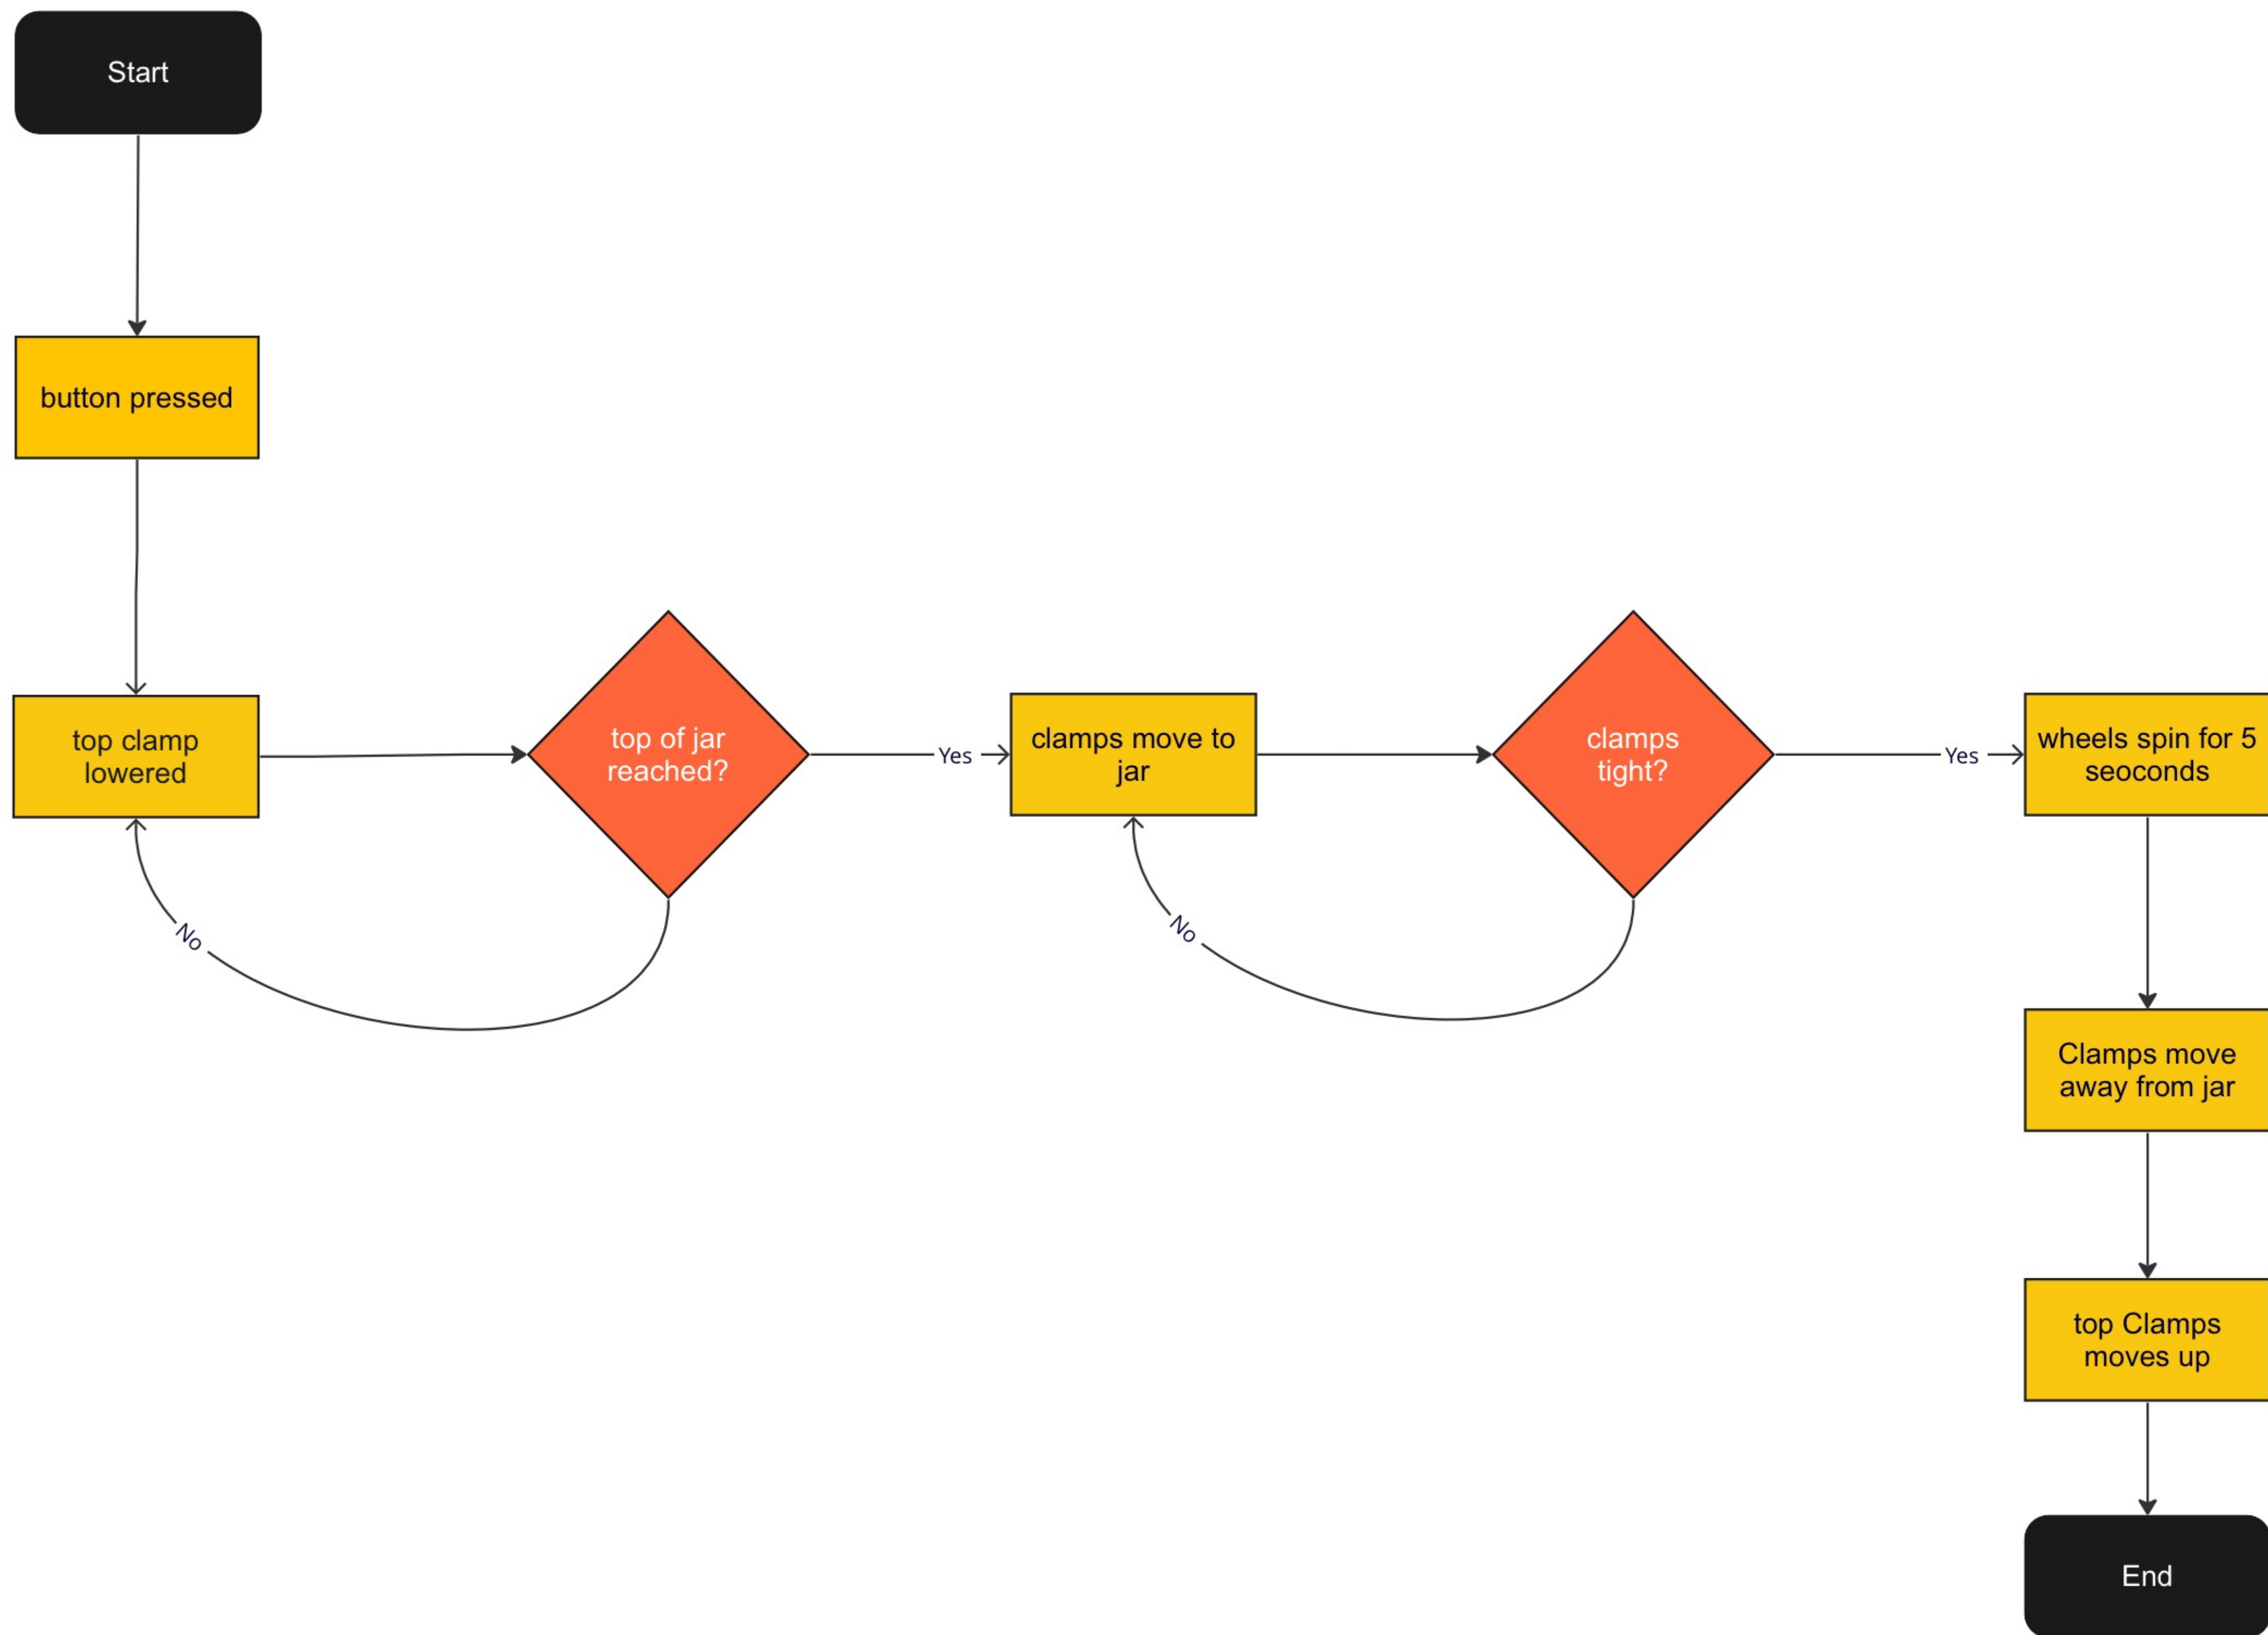 Start
button pressed
top clamp
lowered
top of jar
reached?
Yes
No
clamps move to
jar
clamps
tight?
Yes
No
wheels spin for 5
seoconds
Clamps move
away from jar
top Clamps
moves up
End